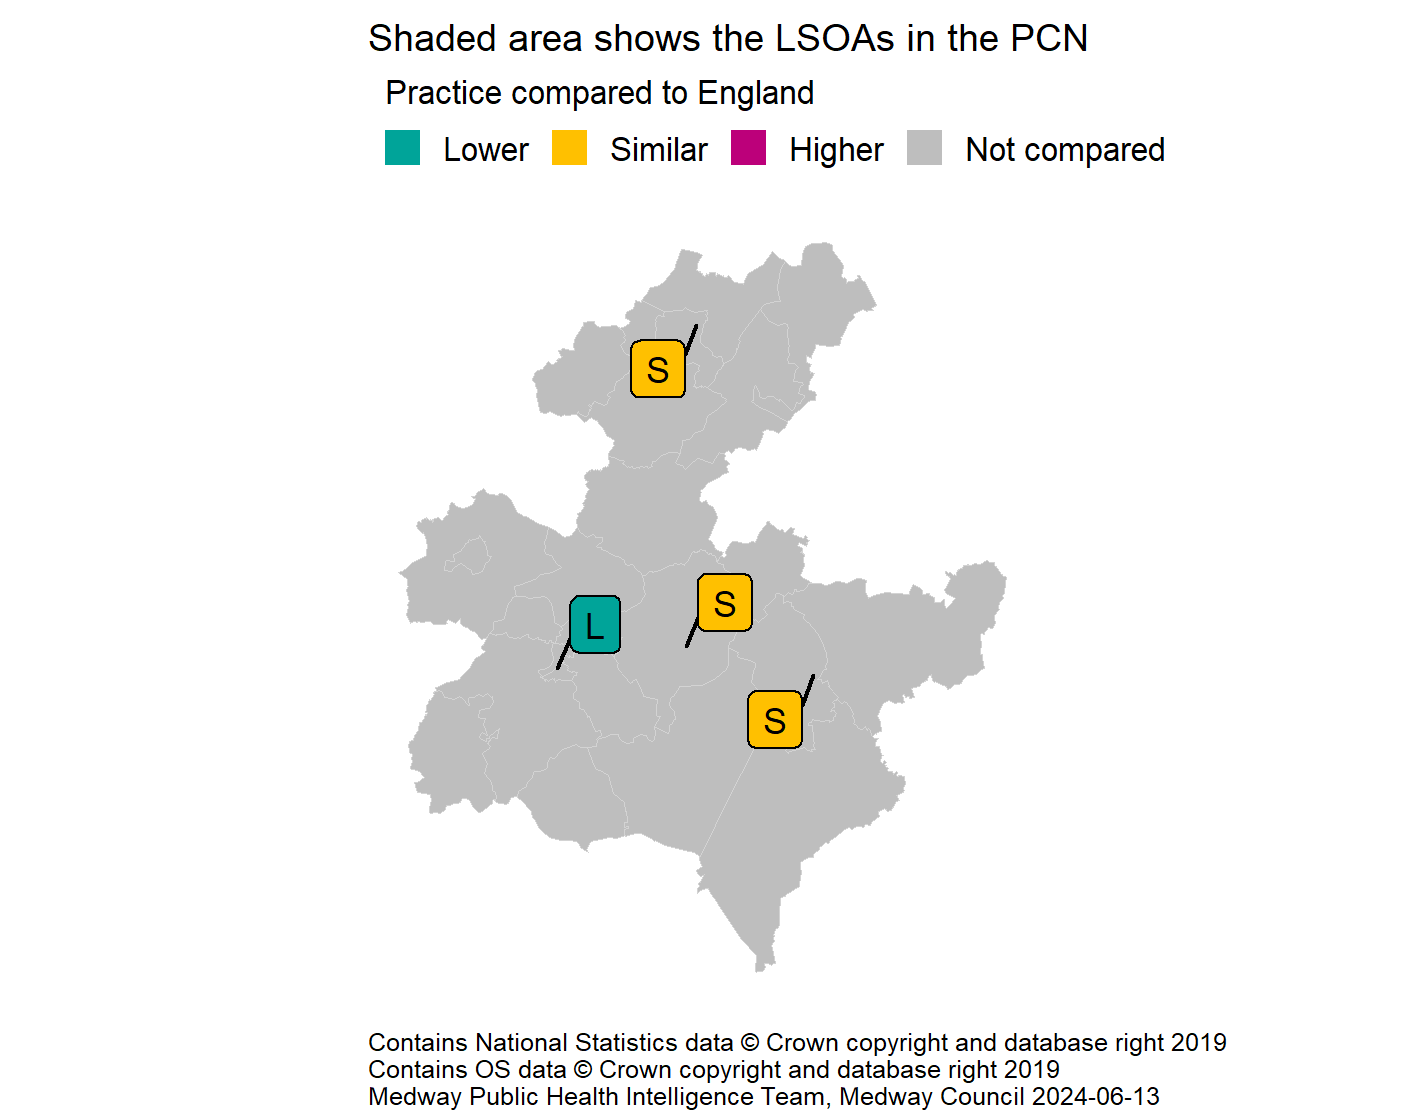 Shaded area shows the LSOAs in the PCN
Practice compared to England
Lower Similar Higher Not compared
S
S
L
S
Contains National Statistics data © Crown copyright and database right 2019
Contains OS data © Crown copyright and database right 2019
Medway Public Health Intelligence Team, Medway Council 2024-06-13